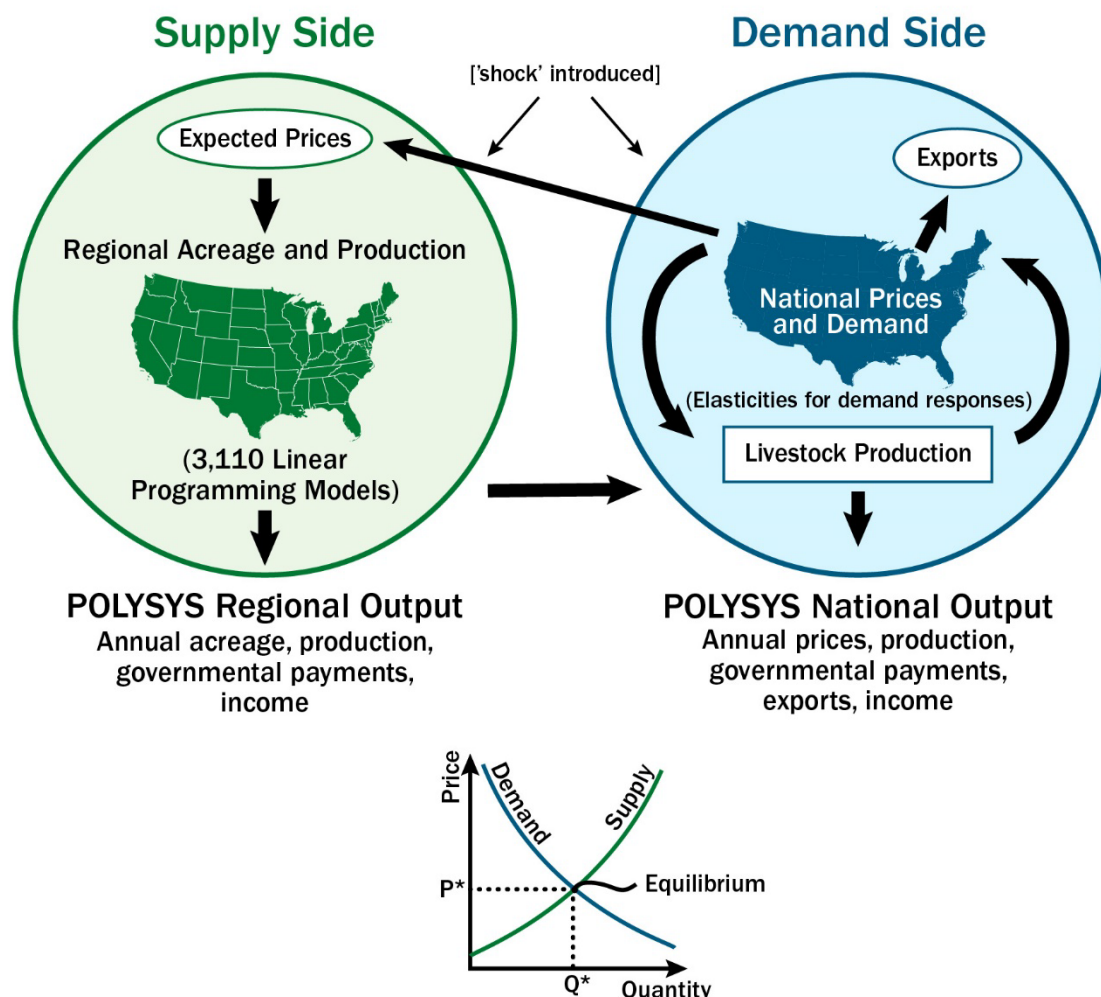 Supply Side
Demand Side
['shock' introduced]
Expected Prices
Exports
Regional Acreage and Production
National Prices
and Demand
(Elasticities for demand responses)
(3,110 Linear
Programming Models)
Livestock Production
POLYSYS Regional Output
Annual acreage, production,
governmental payments,
income
POLYSYS National Output
Annual prices, production,
governmental payments,
exports, income
Price
Demand
Supply
P*
Equilibrium
Q*
Quantity